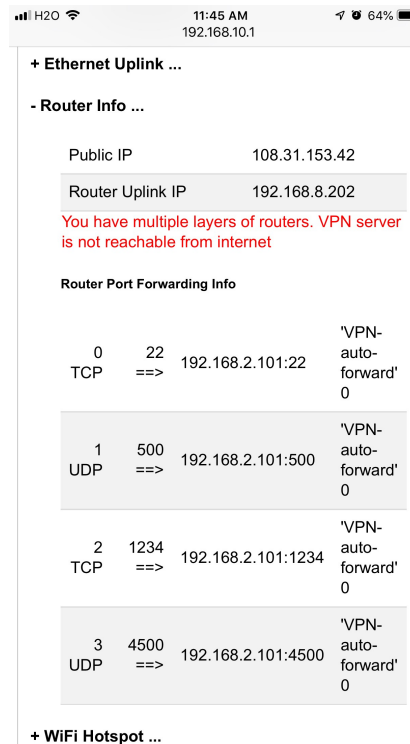 H2O 11:45 AM 64%
192.168.10.1
+ Ethernet Uplink ...
- Router Info ...
Public IP 108.31.153.42
Router Uplink IP 192.168.8.202
You have multiple layers of routers. VPN server
is not reachable from internet
Router Port Forwarding Info
'VPN-
0 22 auto-
192.168.2.101:22
TCP ==> forward'
0
'VPN-
1 500 auto-
192.168.2.101:500
UDP ==> forward'
0
'VPN-
2 1234 auto-
192.168.2.101:1234
TCP ==> forward'
0
'VPN-
3 4500 auto-
192.168.2.101:4500
UDP ==> forward'
0
+ WiFi Hotspot ...